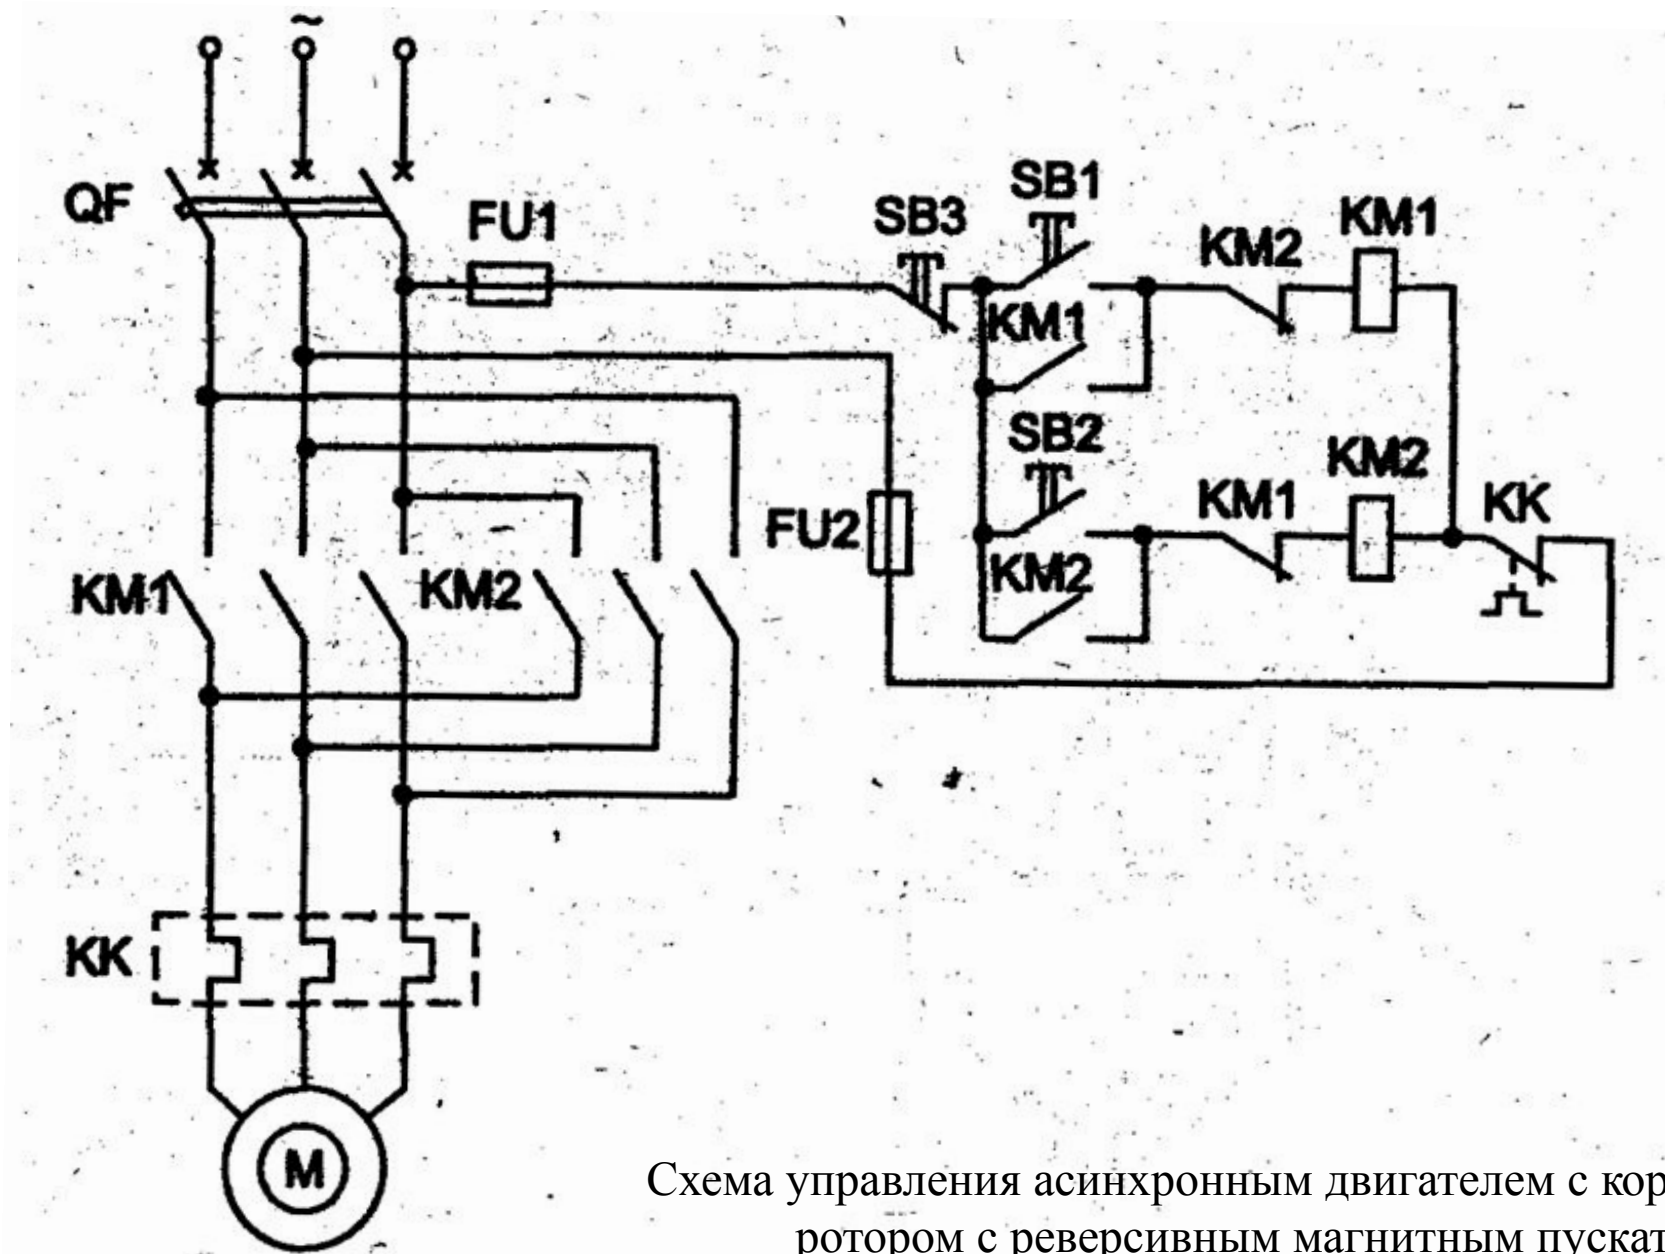 ~
QF
FU1
SB3
SB1
KM2
KM1
KM1
SB2
KM2
KM1
KK
FU2
KM2
KM1
KM2
KK
M
Схема управления асинхронным двигателем с кор
ротором с реверсивным магнитным пускат